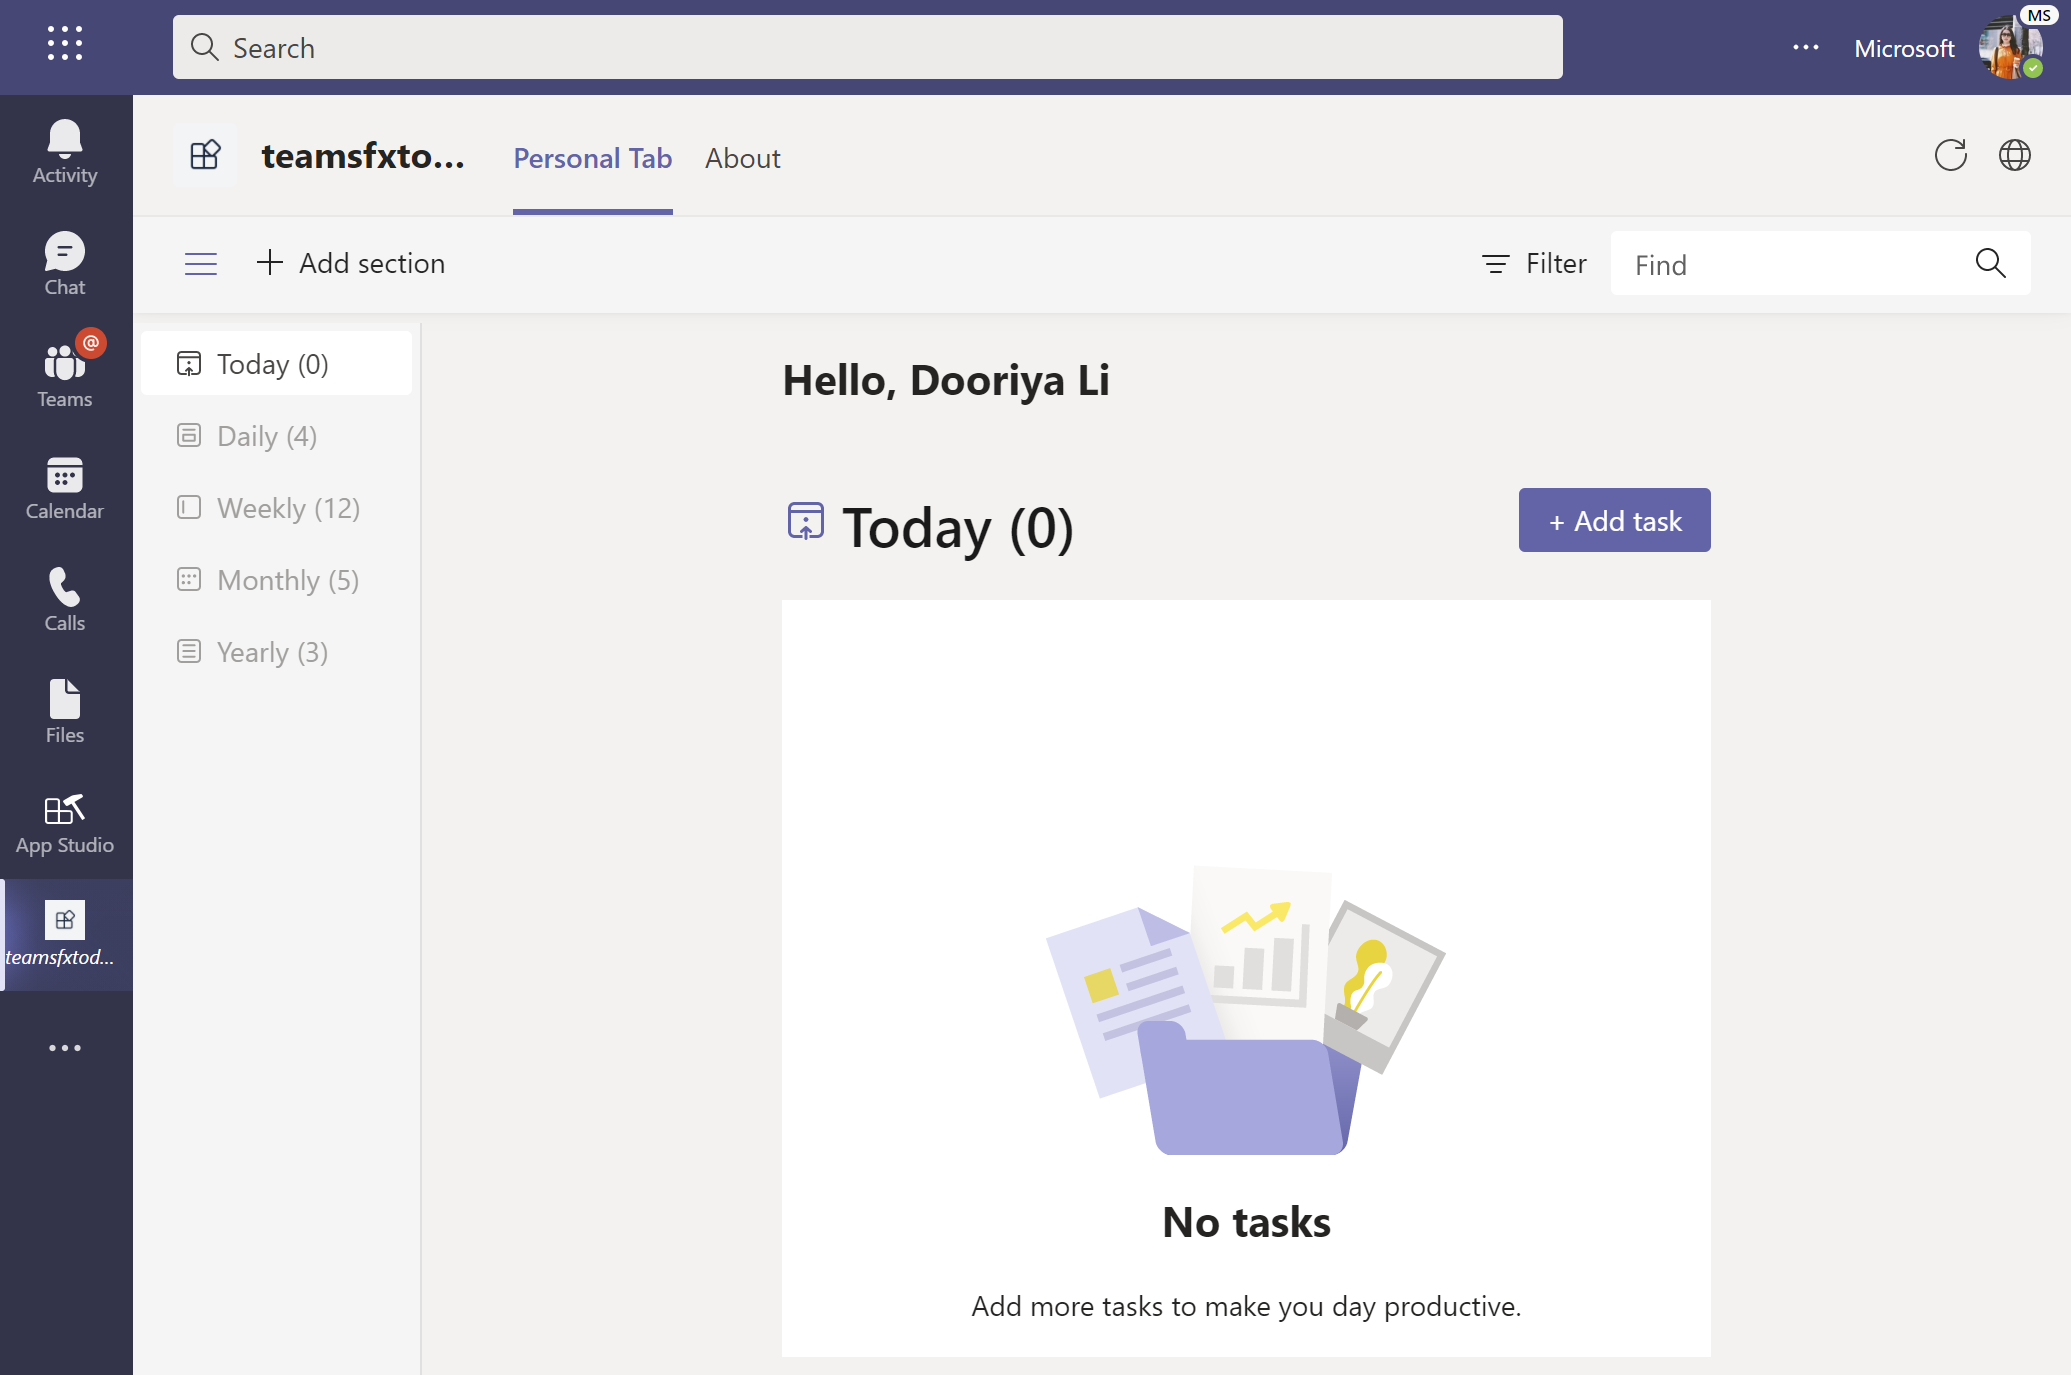 Search
Microsoft
MS
Activity
Chat
@
Teams
Calendar
Calls
Files
App Studio
teamsfxtod...
teamsfxto...
Personal Tab
About
Add section
Filter
Find
Today (0)
Daily (4)
Weekly (12)
Monthly (5)
Yearly (3)
Hello, Dooriya Li
Today (0)
+ Add task
No tasks
Add more tasks to make you day productive.